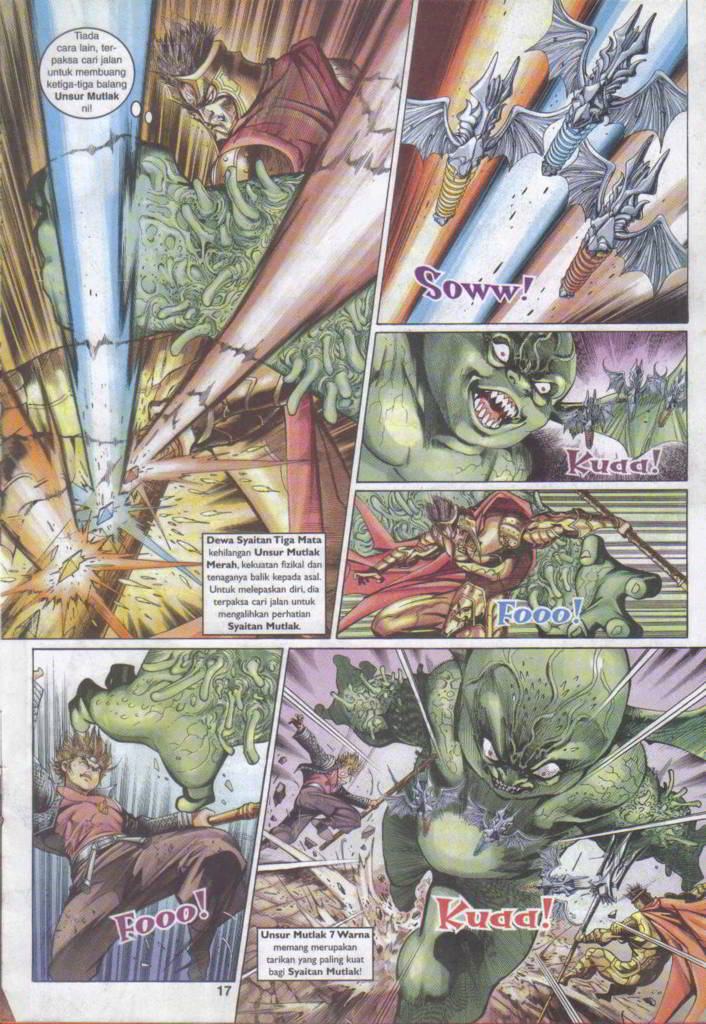 Tiada
cara lain, ter-
paksa cari jalan
untuk membuang
ketiga-tiga balang
Unsur Mutlak
ni!
Soww!
Kuaa!
Dewa Syaitan Tiga Mata
kehilangan Unsur Mutlak
Merah, kekuatan fizikal dan
tenaganya balik kepada asal.
Untuk melepaskan diri, dia
terpaksa cari jalan untuk
mengalihkan perhatian
Syaitan Mutlak.
Fooo!
Fooo!
Unsur Mutlak 7 Warna
memang merupakan
tarikan yang paling kuat
bagi Syaitan Mutlak!
Kuaa!
17